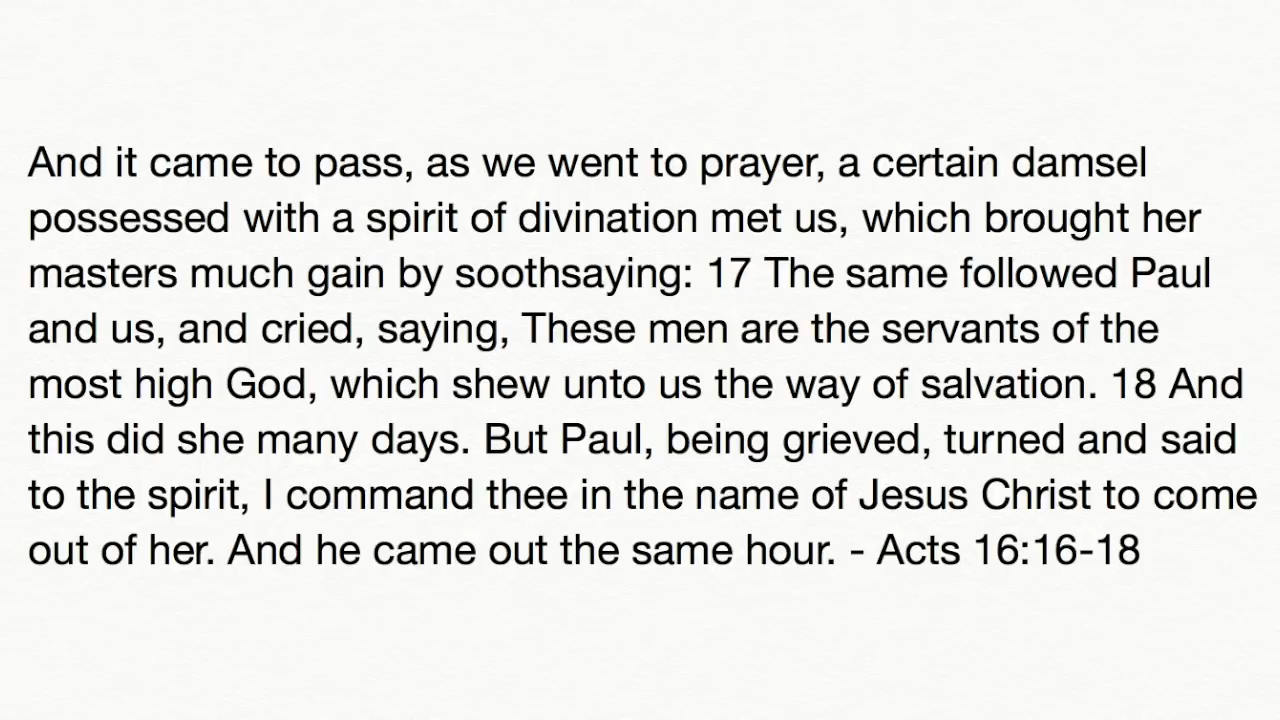 And it came to pass, as we went to prayer, a certain damsel
possessed with a spirit of divination met us, which brought her
masters much gain by soothsaying: 17 The same followed Paul
and us, and cried, saying, These men are the servants of the
most high God, which shew unto us the way of salvation. 18 And
this did she many days. But Paul, being grieved, turned and said
to the spirit, I command thee in the name of Jesus Christ to come
out of her. And he came out the same hour. - Acts 16:16-18